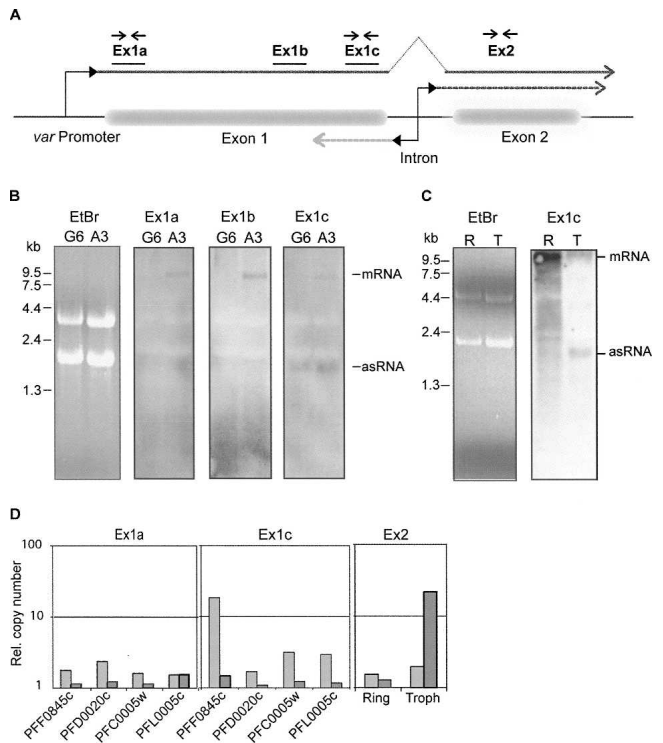 A
Ex1a Ex1b Ex1c Ex2
var Promoter Exon 1 Intron Exon 2
B
EtBr Ex1a Ex1b Ex1c
kb G6 A3 G6 A3 G6 A3 G6 A3
9.5 mRNA
7.5
4.4
2.4
asRNA
1.3
C
EtBr Ex1c
kb R T R T
9.5 mRNA
7.5
4.4
2.4
asRNA
1.3
D
Ex1a Ex1c Ex2
Rel. copy number
100
10
1
PFF0845c PFD0020c PFC0005w PFL0005c PFF0845c PFD0020c PFC0005w PFL0005c Ring Troph